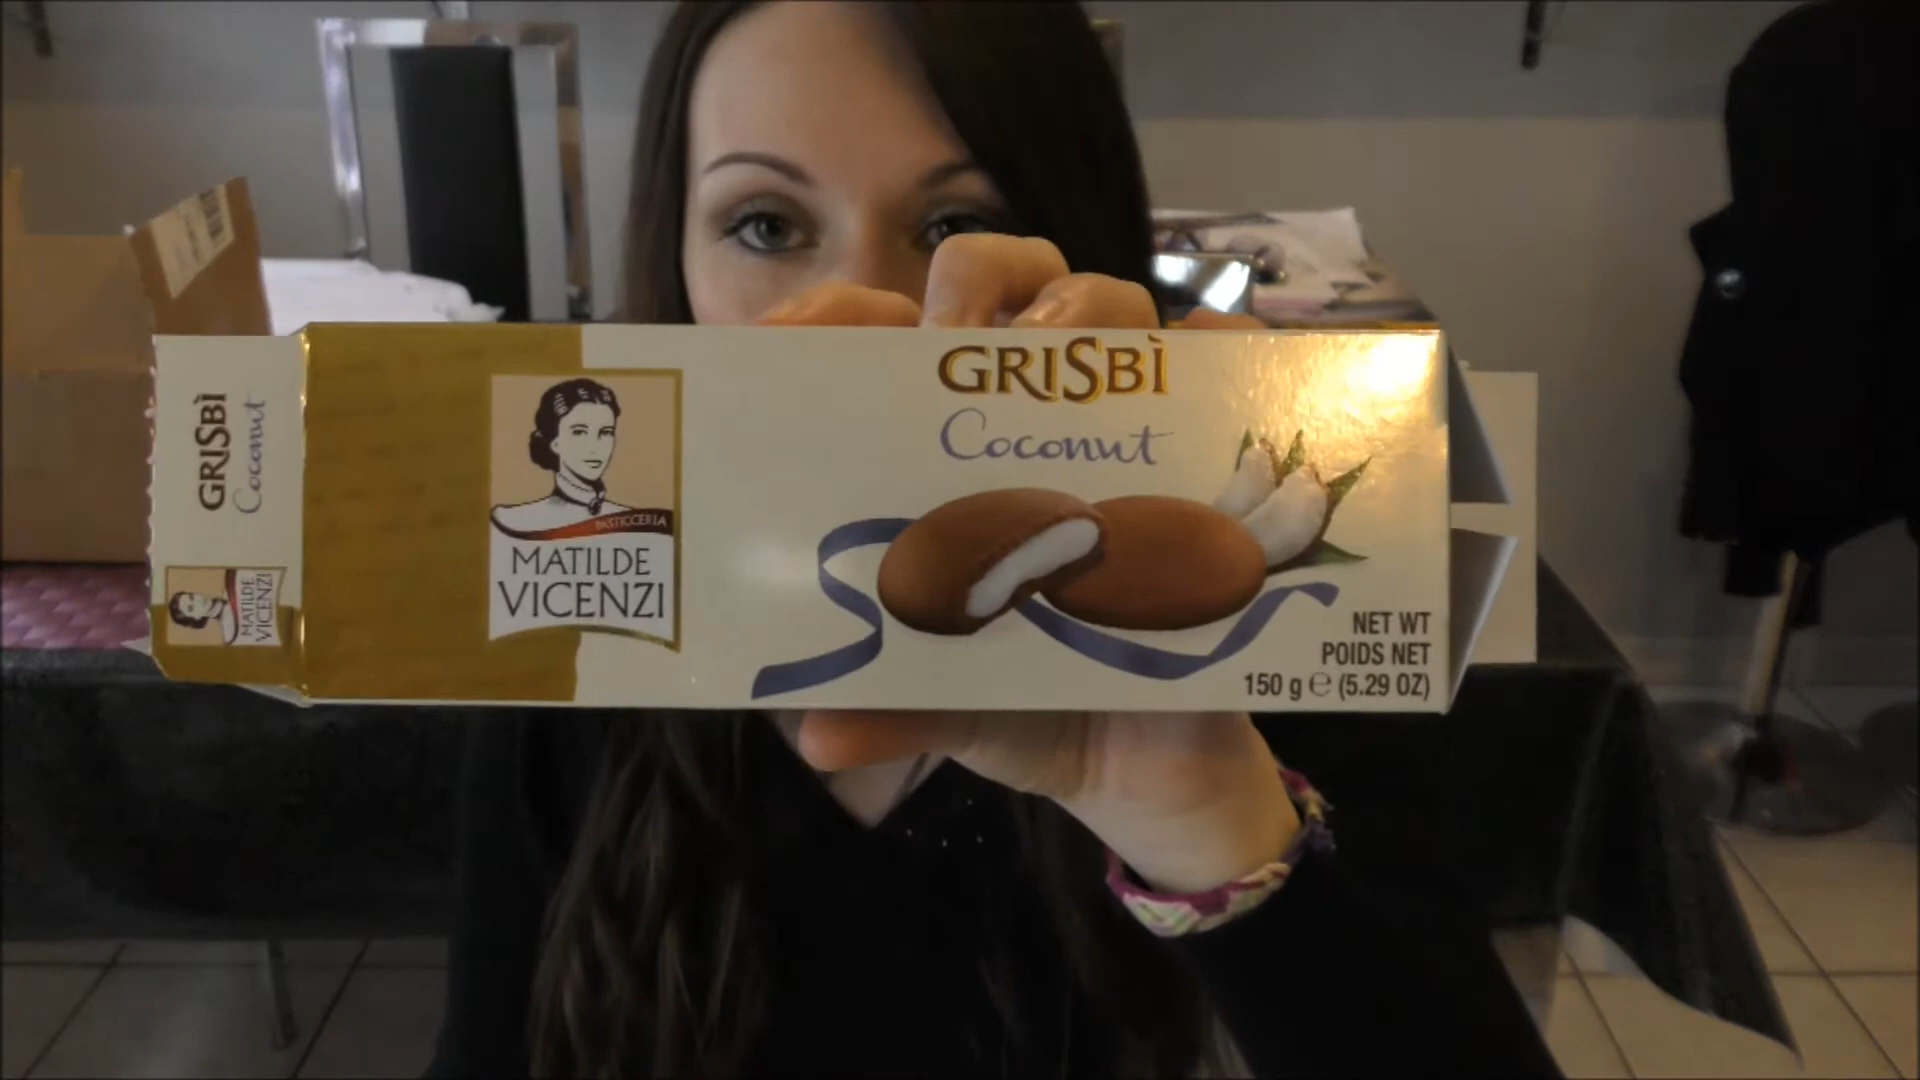 GRISBÌ
Coconut
MATILDE
VICENZI
PASTICCERIA
MATILDE
VICENZI
GRISBÌ
Coconut
NET WT
POIDS NET
150 g ℮ (5.29 OZ)